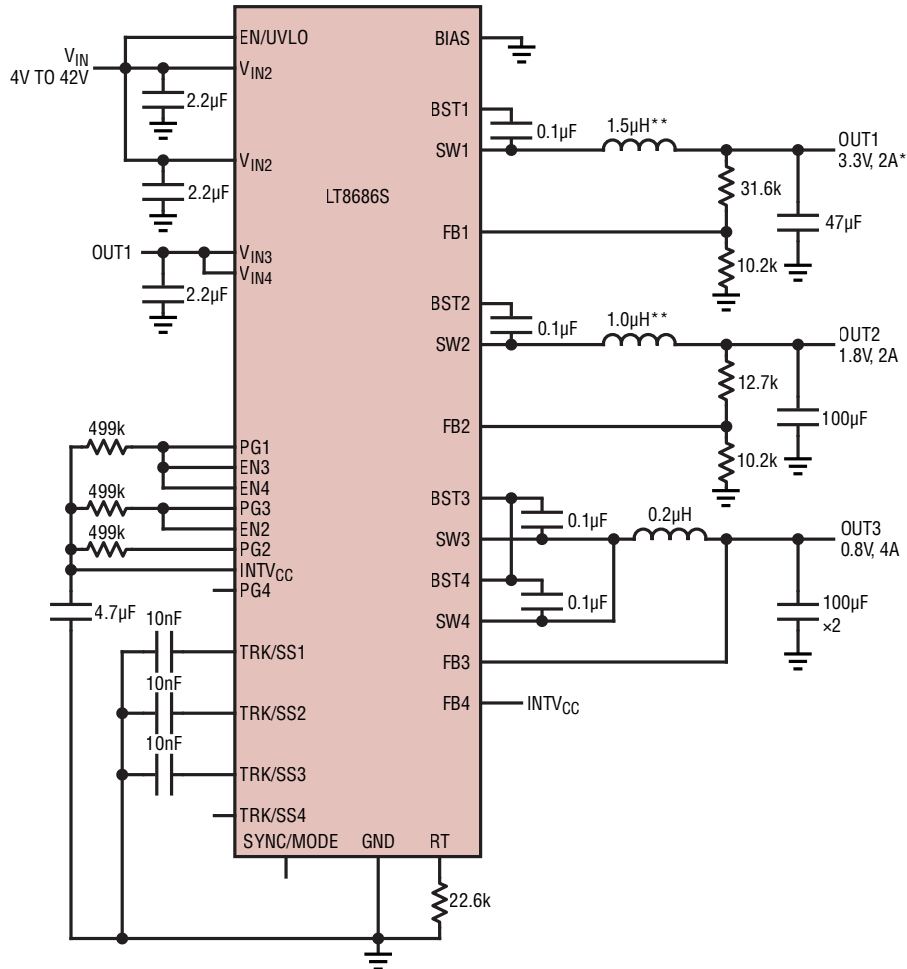 V_IN
4V TO 42V
EN/UVLO
V_IN2
2.2µF
V_IN2
2.2µF
OUT1
V_IN3
V_IN4
2.2µF
499k
PG1
EN3
EN4
499k
PG3
EN2
499k
PG2
INTV_CC
PG4
4.7µF
10nF
TRK/SS1
10nF
TRK/SS2
10nF
TRK/SS3
TRK/SS4
SYNC/MODE
GND
RT
22.6k
LT8686S
BIAS
BST1
0.1µF
1.5µH**
SW1
OUT1
3.3V, 2A*
31.6k
47µF
FB1
10.2k
BST2
0.1µF
1.0µH**
SW2
OUT2
1.8V, 2A
12.7k
100µF
FB2
10.2k
BST3
0.1µF
0.2µH
SW3
OUT3
0.8V, 4A
BST4
0.1µF
100µF
×2
SW4
FB3
FB4
INTV_CC